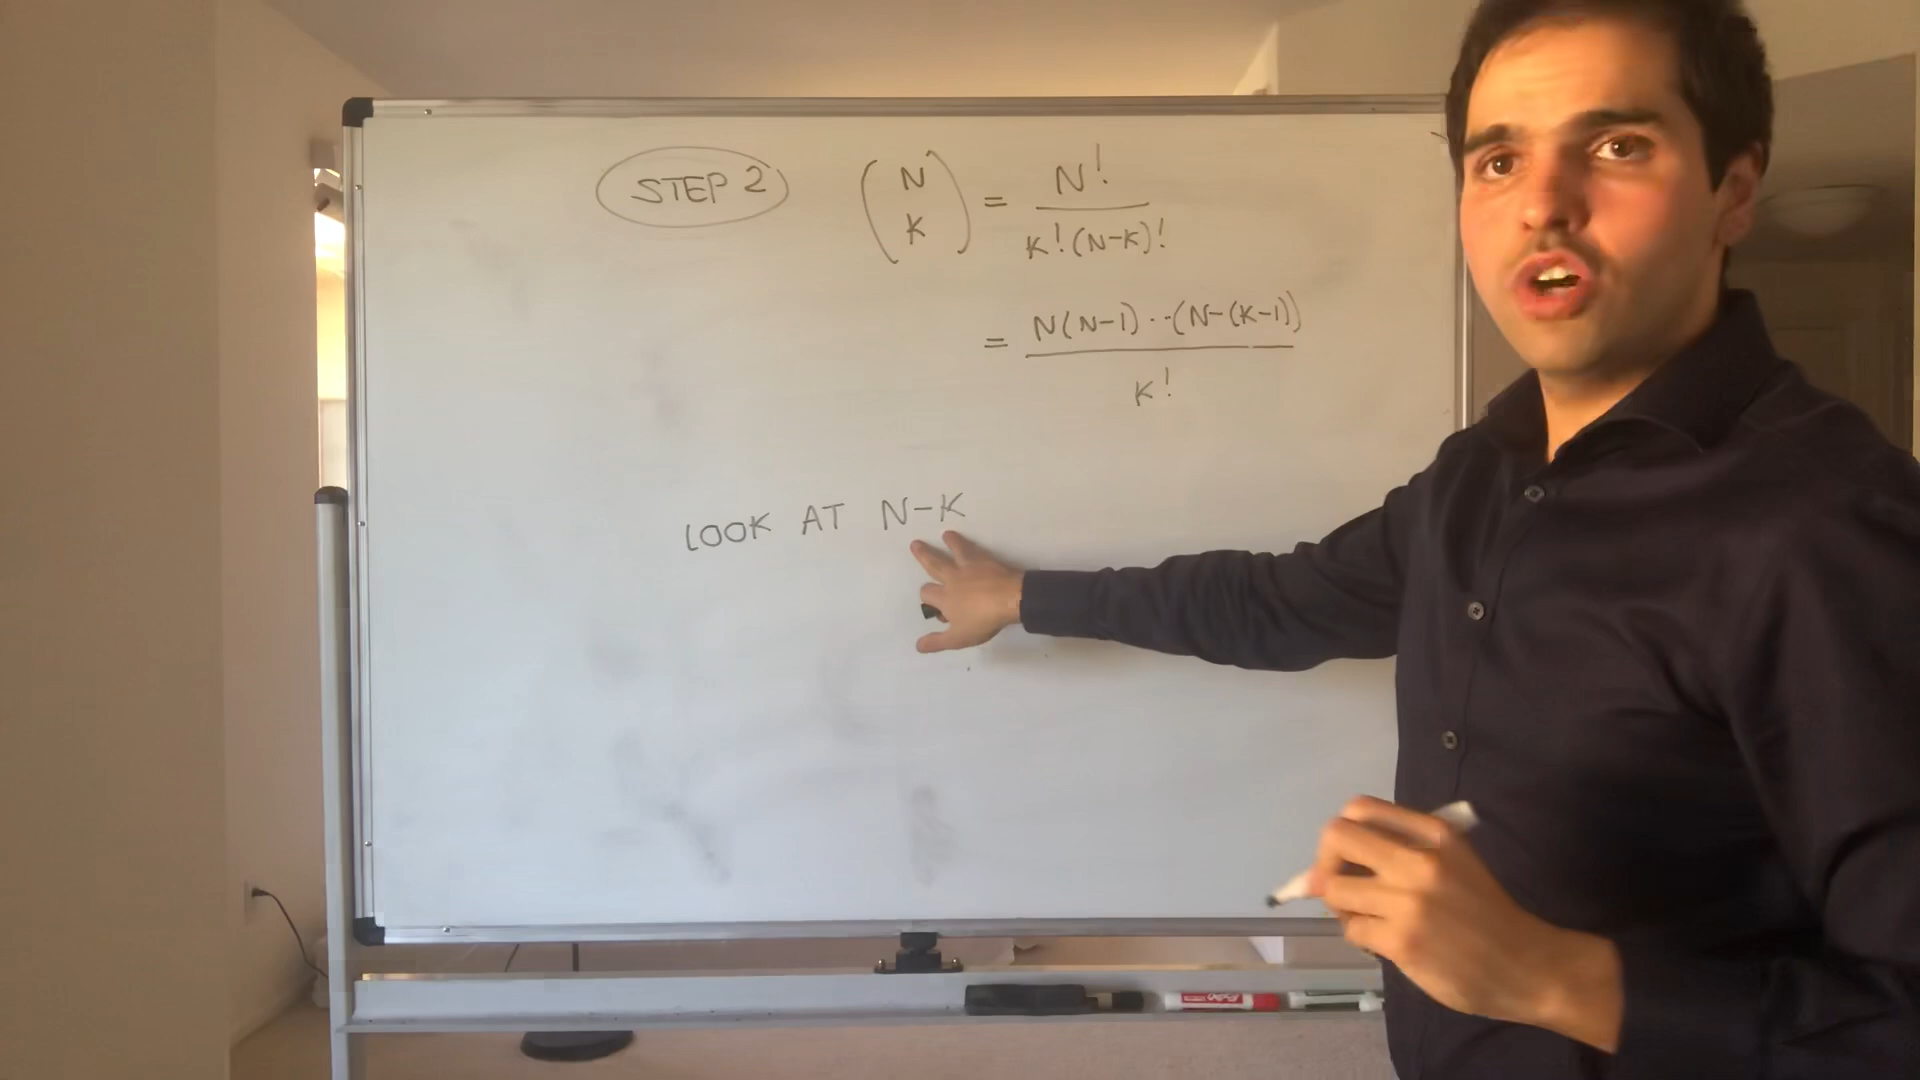 STEP 2
(N K) = N! / K!(N-K)!
= N(N-1)··(N-(K-1)) / K!
LOOK AT N-K